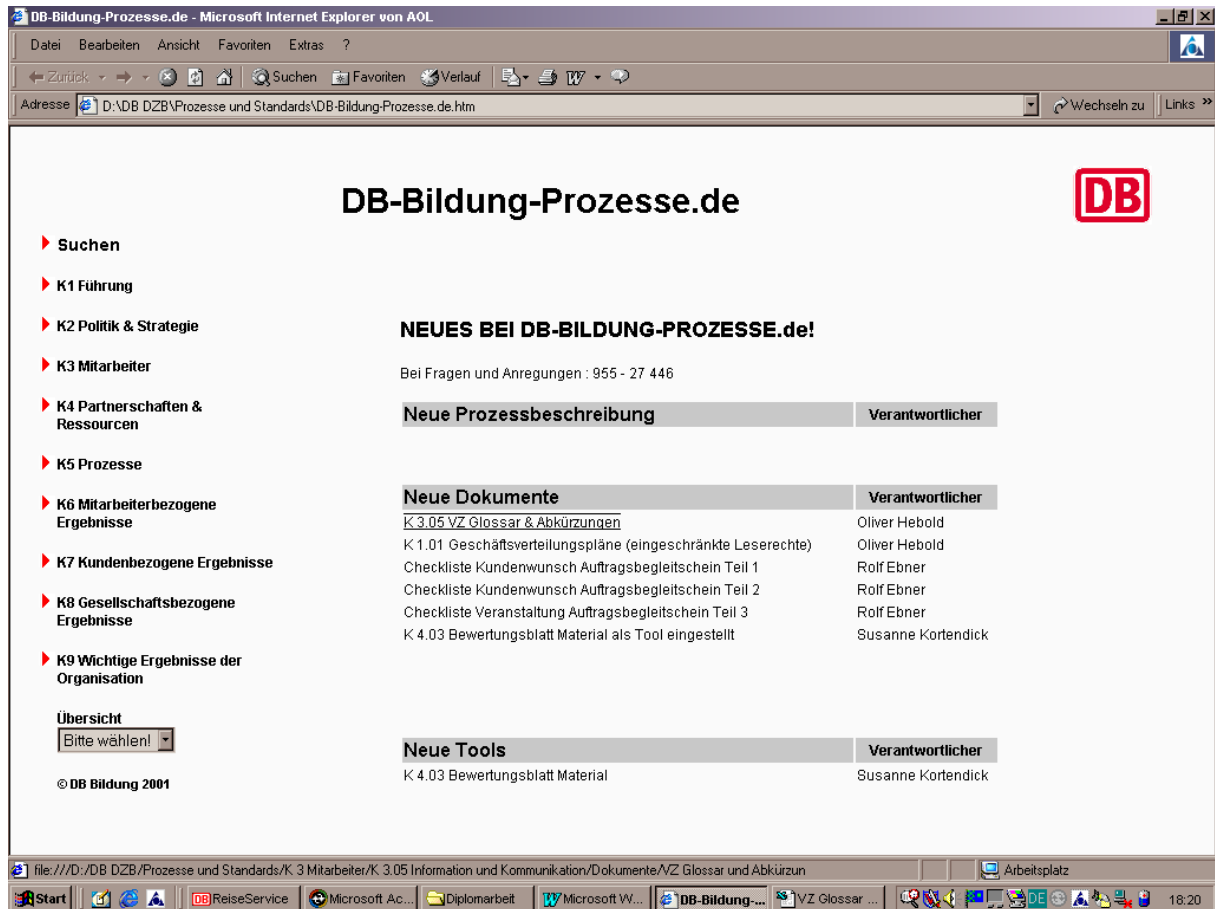 DB-Bildung-Prozesse.de - Microsoft Internet Explorer von AOL
Datei Bearbeiten Ansicht Favoriten Extras ?
Zurück Suchen Favoriten Verlauf
Adresse D:\DB DZB\Prozesse und Standards\DB-Bildung-Prozesse.de.htm Wechseln zu Links »
DB-Bildung-Prozesse.de
DB
Suchen
K1 Führung
K2 Politik & Strategie
K3 Mitarbeiter
K4 Partnerschaften &
Ressourcen
K5 Prozesse
K6 Mitarbeiterbezogene
Ergebnisse
K7 Kundenbezogene Ergebnisse
K8 Gesellschaftsbezogene
Ergebnisse
K9 Wichtige Ergebnisse der
Organisation
Übersicht
Bitte wählen!
© DB Bildung 2001
NEUES BEI DB-BILDUNG-PROZESSE.de!
Bei Fragen und Anregungen : 955 - 27 446
Neue Prozessbeschreibung Verantwortlicher
Neue Dokumente Verantwortlicher
K 3.05 VZ Glossar & Abkürzungen Oliver Hebold
K 1.01 Geschäftsverteilungspläne (eingeschränkte Leserechte) Oliver Hebold
Checkliste Kundenwunsch Auftragsbegleitschein Teil 1 Rolf Ebner
Checkliste Kundenwunsch Auftragsbegleitschein Teil 2 Rolf Ebner
Checkliste Veranstaltung Auftragsbegleitschein Teil 3 Rolf Ebner
K 4.03 Bewertungsblatt Material als Tool eingestellt Susanne Kortendick
Neue Tools Verantwortlicher
K 4.03 Bewertungsblatt Material Susanne Kortendick
file:///D:/DB DZB/Prozesse und Standards/K 3 Mitarbeiter/K 3.05 Information und Kommunikation/Dokumente/VZ Glossar und Abkürzun Arbeitsplatz
Start DB ReiseService Microsoft Ac... Diplomarbeit Microsoft W... DB-Bildung-... VZ Glossar ... DE 18:20